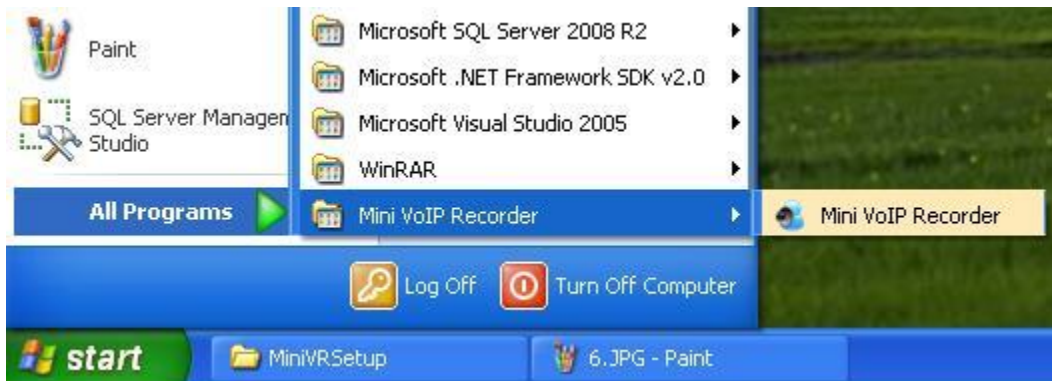 Paint
SQL Server Managen
Studio
All Programs
Microsoft SQL Server 2008 R2
Microsoft .NET Framework SDK v2.0
Microsoft Visual Studio 2005
WinRAR
Mini VoIP Recorder
Mini VoIP Recorder
Log Off
Turn Off Computer
start
MiniVRSetup
6.JPG - Paint